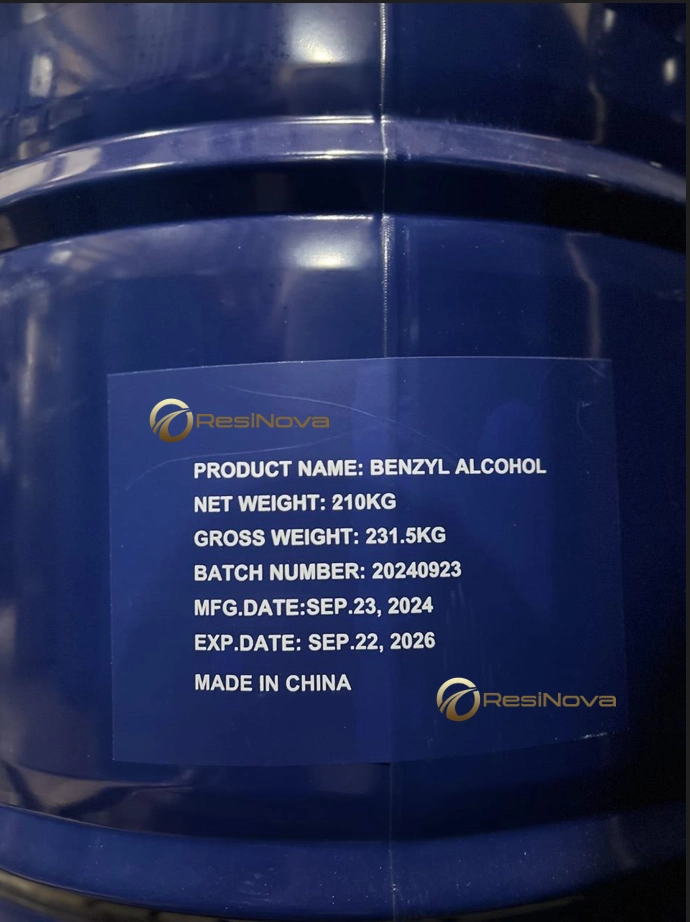 ResiNova
PRODUCT NAME: BENZYL ALCOHOL
NET WEIGHT: 210KG
GROSS WEIGHT: 231.5KG
BATCH NUMBER: 20240923
MFG.DATE:SEP.23, 2024
EXP.DATE: SEP.22, 2026
MADE IN CHINA
ResiNova